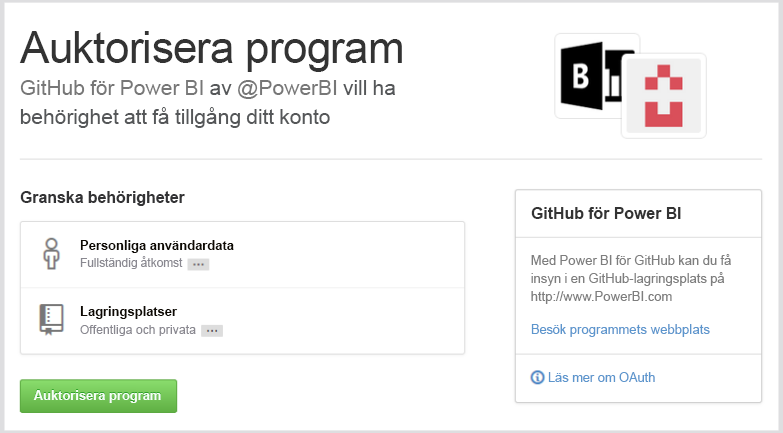 Auktorisera program
GitHub för Power BI av @PowerBI vill ha
behörighet att få tillgång ditt konto
B
Granska behörigheter
Personliga användardata
Fullständig åtkomst ...
Lagringsplatser
Offentliga och privata ...
Auktorisera program
GitHub för Power BI
Med Power BI för GitHub kan du få
insyn i en GitHub-lagringsplats på
http://www.PowerBI.com
Besök programmets webbplats
Läs mer om OAuth